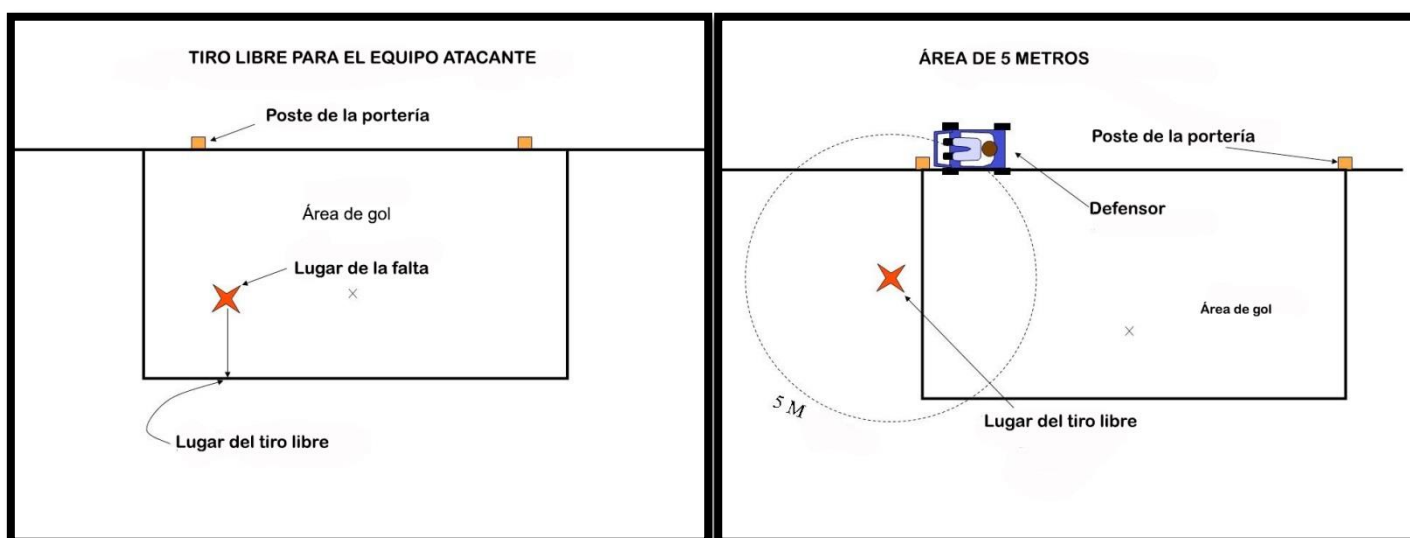 TIRO LIBRE PARA EL EQUIPO ATACANTE
Poste de la portería
Área de gol
Lugar de la falta
Lugar del tiro libre
ÁREA DE 5 METROS
Poste de la portería
Defensor
Área de gol
Lugar del tiro libre
5 M